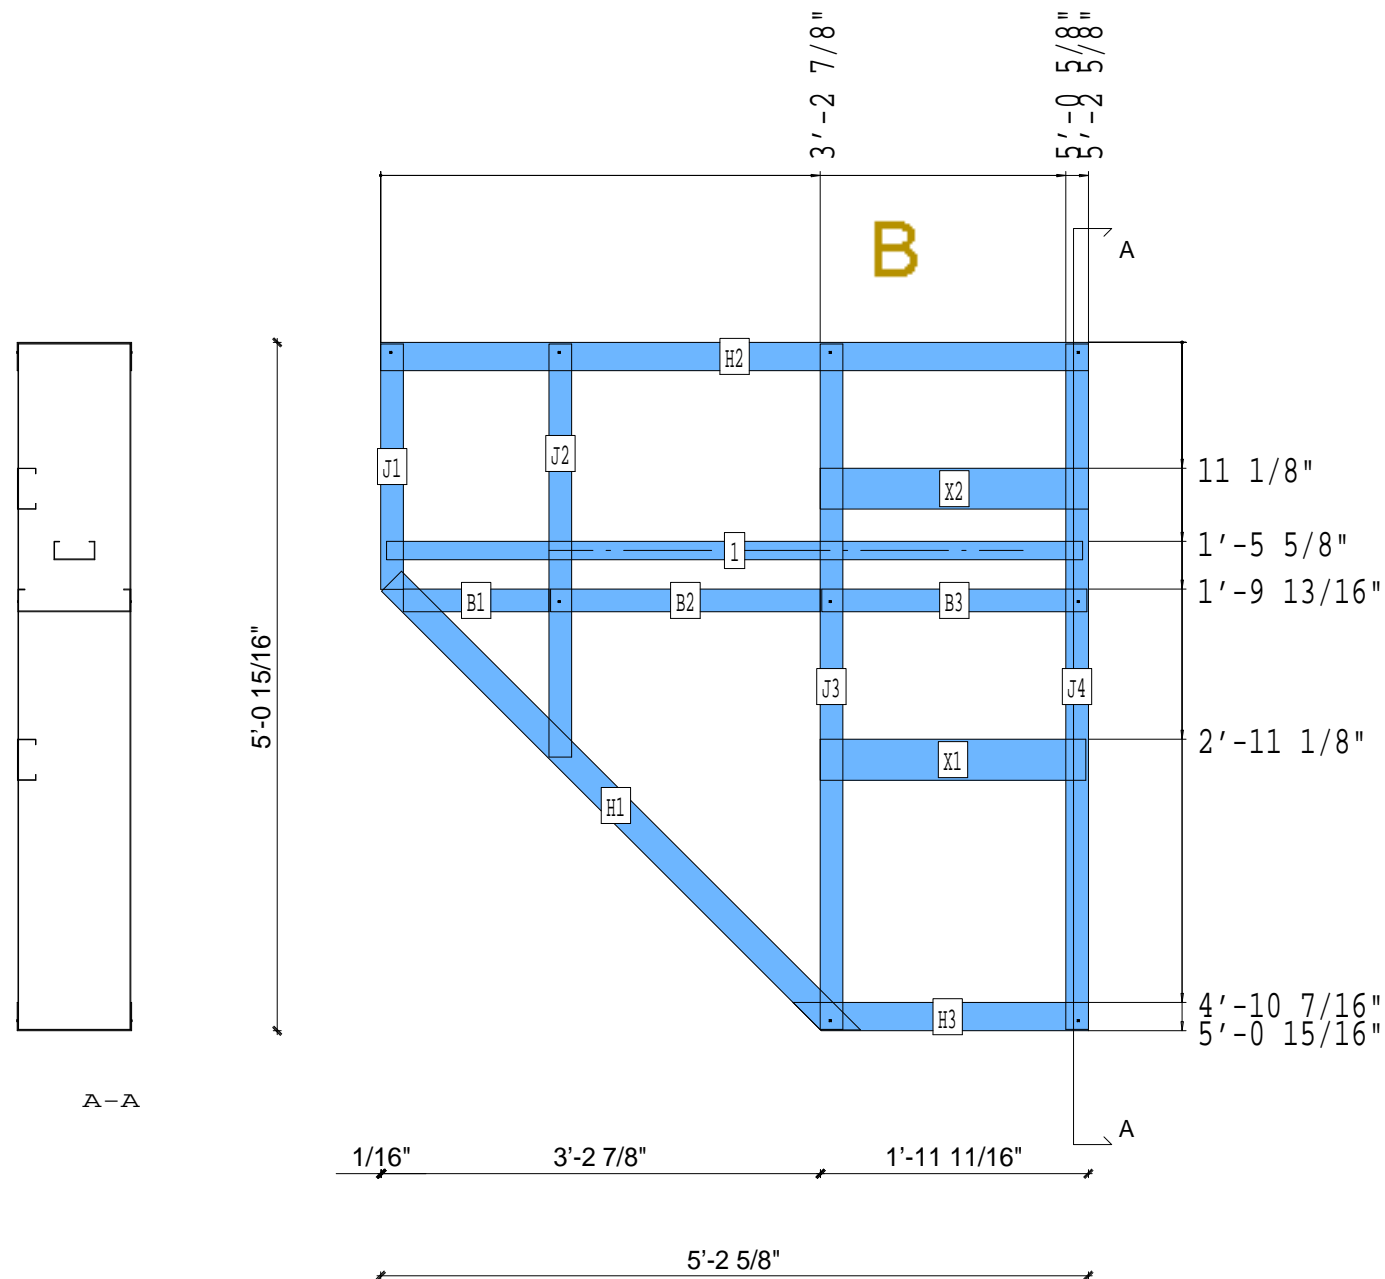 3'-2 7/8"
5'-0 5/8"
5'-2 5/8"
B
A
H2
J1
J2
X2
11 1/8"
1
1'-5 5/8"
B1
B2
B3
1'-9 13/16"
5'-0 15/16"
J3
J4
2'-11 1/8"
X1
H1
4'-10 7/16"
H3
5'-0 15/16"
A-A
A
1/16"
3'-2 7/8"
1'-11 11/16"
5'-2 5/8"